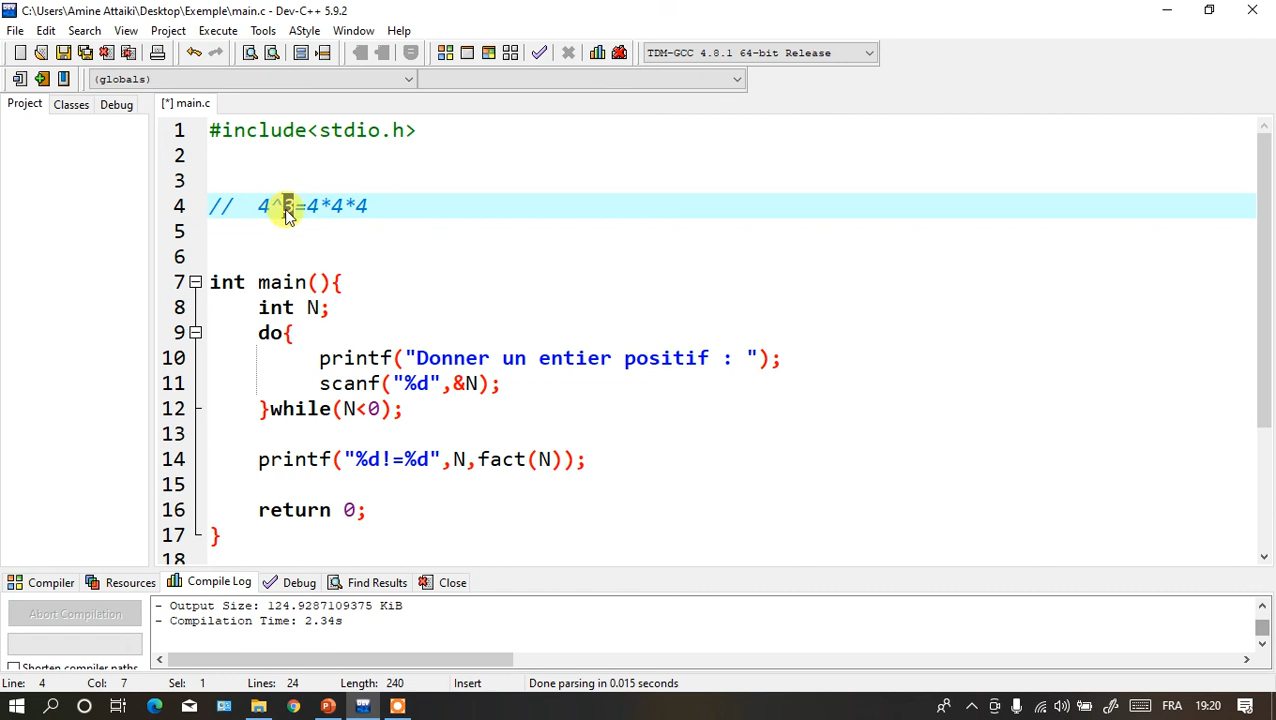 C:\Users\Amine Attaiki\Desktop\Exemple\main.c - Dev-C++ 5.9.2
File Edit Search View Project Execute Tools AStyle Window Help
TDM-GCC 4.8.1 64-bit Release
(globals)
Project Classes Debug [*] main.c
1 #include<stdio.h>
2
3
4 // 4^3=4*4*4
5
6
7 int main(){
8 int N;
9 do{
10 printf("Donner un entier positif : ");
11 scanf("%d",&N);
12 }while(N<0);
13
14 printf("%d!=%d",N,fact(N));
15
16 return 0;
17 }
18
Compiler Resources Compile Log Debug Find Results Close
Abort Compilation
- Output Size: 124.9287109375 KiB
- Compilation Time: 2.34s
Shorten compiler paths
Line: 4 Col: 7 Sel: 1 Lines: 24 Length: 240 Insert Done parsing in 0.015 seconds
FRA 19:20